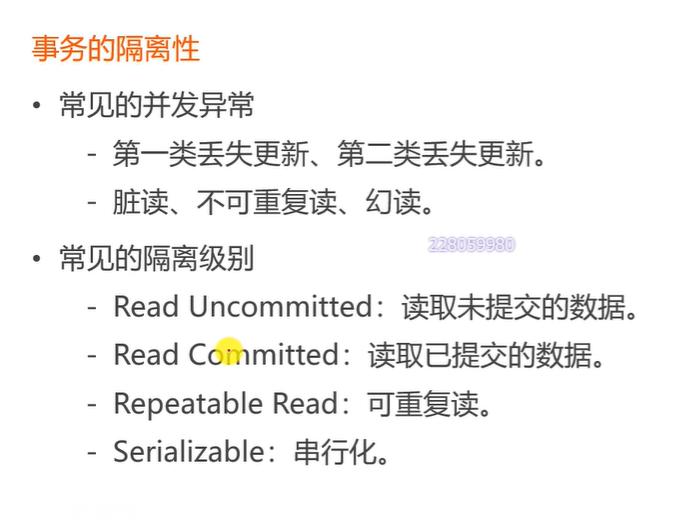 事务的隔离性
• 常见的并发异常
- 第一类丢失更新、第二类丢失更新。
- 脏读、不可重复读、幻读。
228059980
• 常见的隔离级别
- Read Uncommitted：读取未提交的数据。
- Read Committed：读取已提交的数据。
- Repeatable Read：可重复读。
- Serializable：串行化。